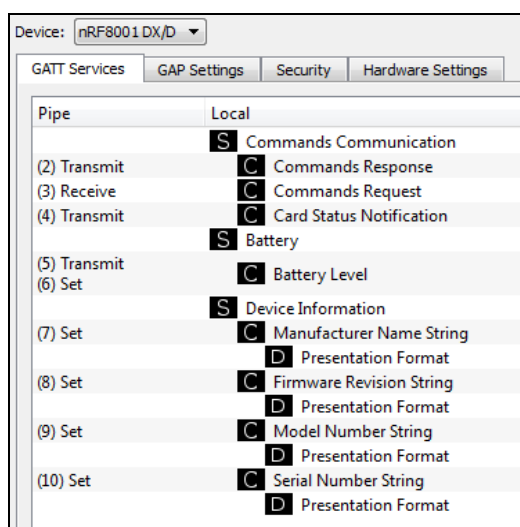 Device: nRF8001 DX/D
GATT Services GAP Settings Security Hardware Settings
Pipe Local
S Commands Communication
(2) Transmit C Commands Response
(3) Receive C Commands Request
(4) Transmit C Card Status Notification
S Battery
(5) Transmit
(6) Set C Battery Level
S Device Information
(7) Set C Manufacturer Name String
D Presentation Format
(8) Set C Firmware Revision String
D Presentation Format
(9) Set C Model Number String
D Presentation Format
(10) Set C Serial Number String
D Presentation Format